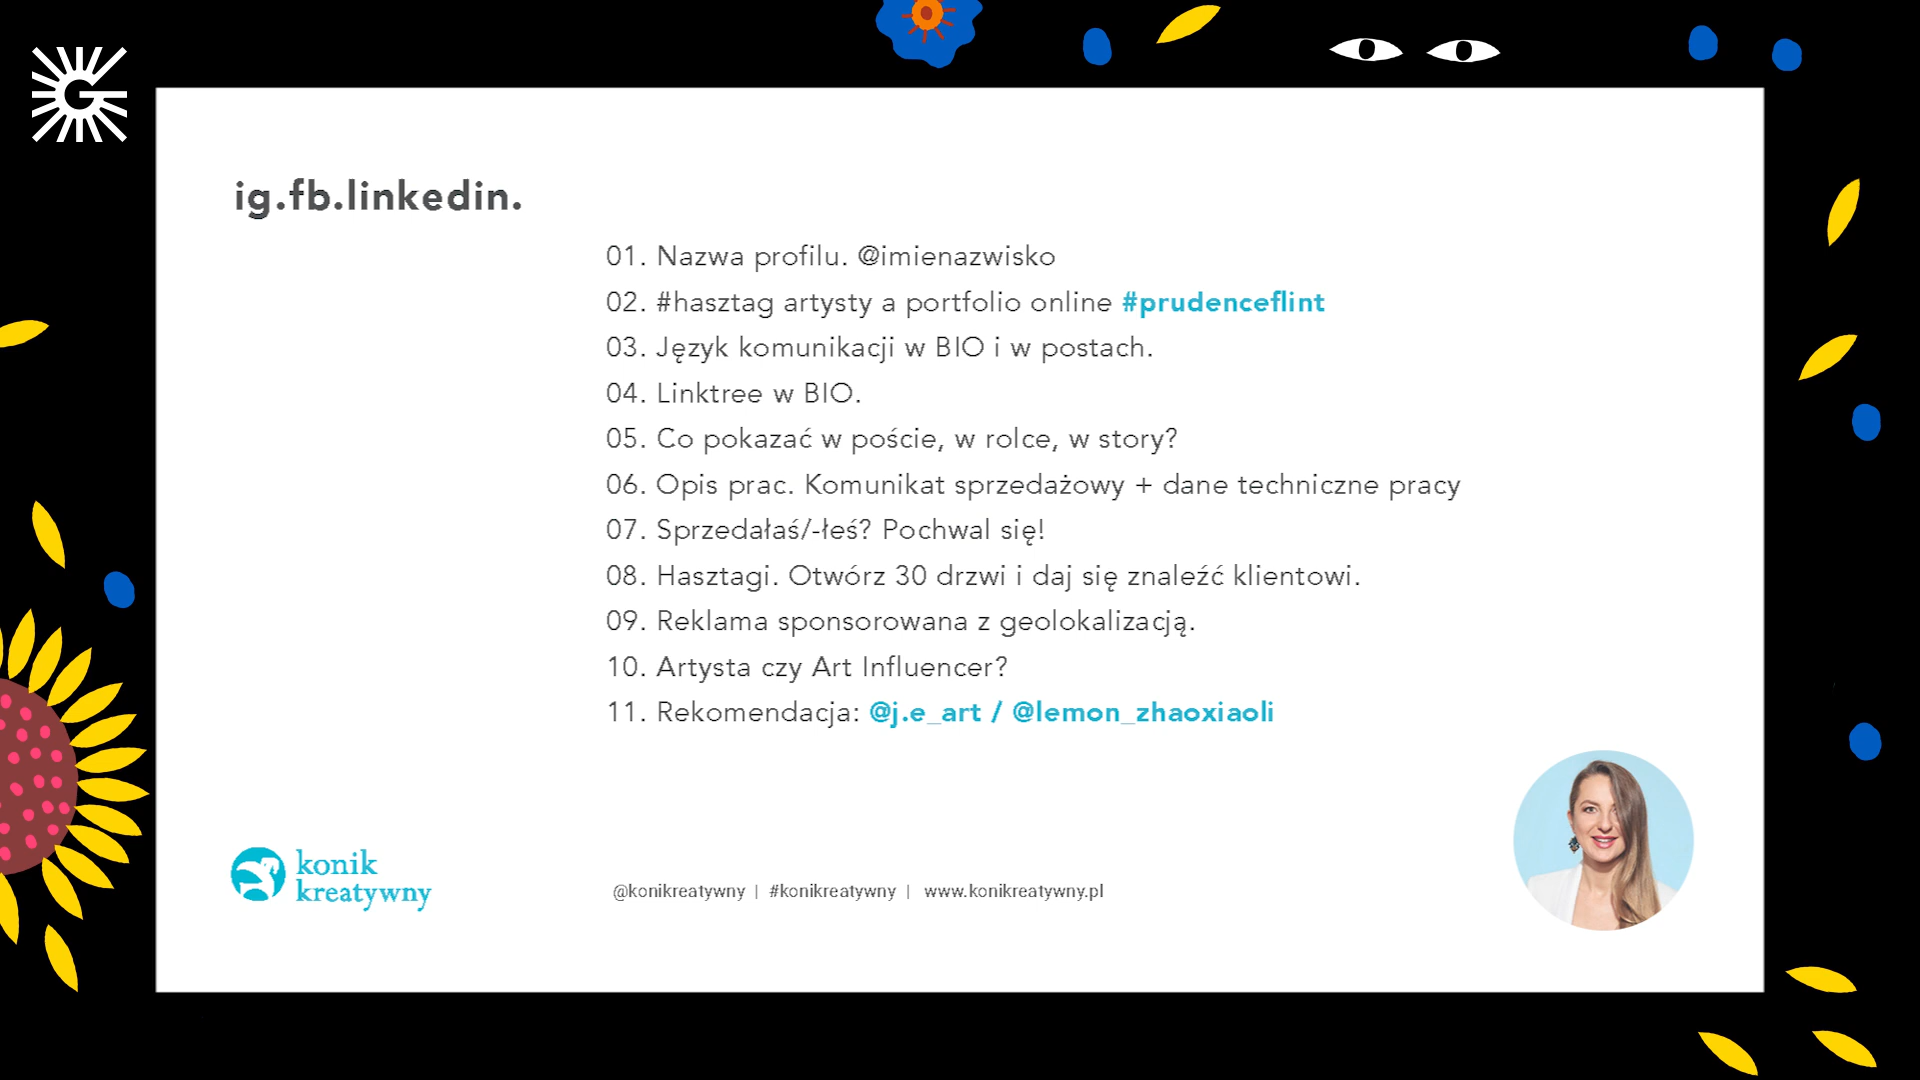 ig.fb.linkedin.
01. Nazwa profilu. @imienazwisko
02. #hasztag artysty a portfolio online #prudenceflint
03. Język komunikacji w BIO i w postach.
04. Linktree w BIO.
05. Co pokazać w poście, w rolce, w story?
06. Opis prac. Komunikat sprzedażowy + dane techniczne pracy
07. Sprzedałaś/-łeś? Pochwal się!
08. Hasztagi. Otwórz 30 drzwi i daj się znaleźć klientowi.
09. Reklama sponsorowana z geolokalizacją.
10. Artysta czy Art Influencer?
11. Rekomendacja: @j.e_art / @lemon_zhaoxiaoli
konik
kreatywny
@konikreatywny | #konikreatywny | www.konikreatywny.pl